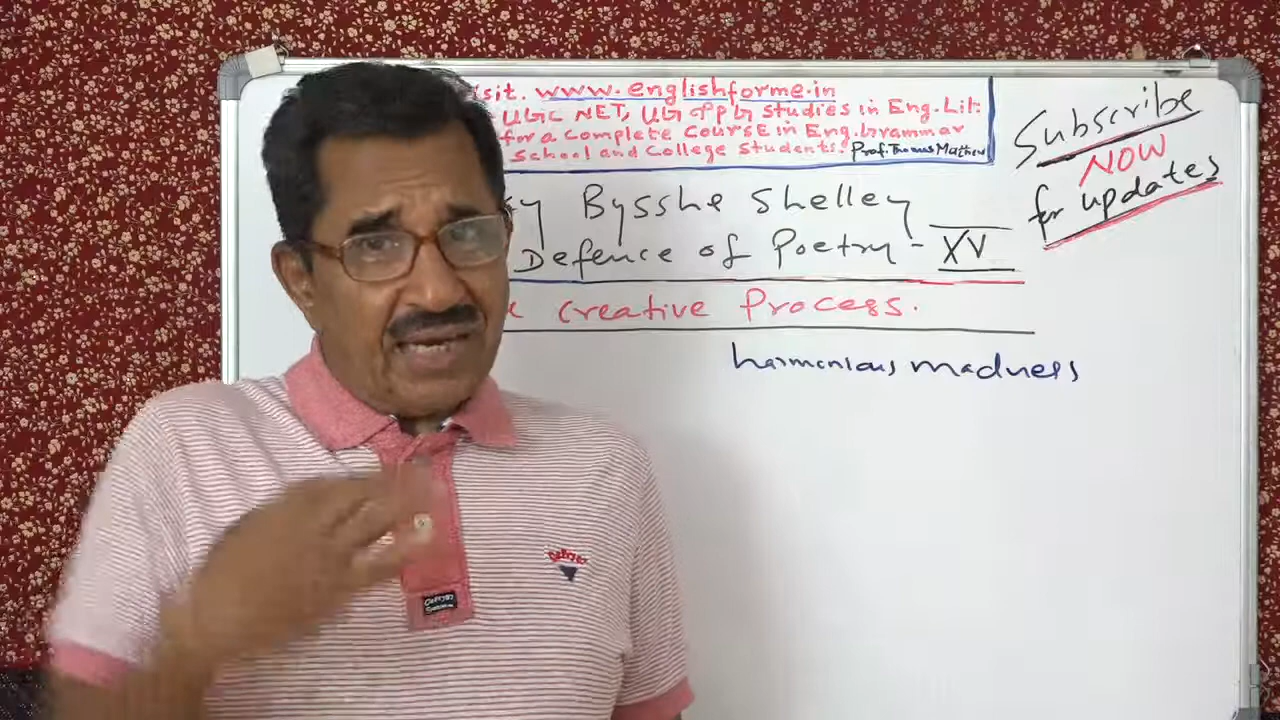 isit. www.englishforme.in
UGC NET, UG & PG Studies in Eng. Lit:
for a Complete Course in Eng. Grammar
School and College Students. Prof. Thomas Mathew
Subscribe
NOW
for updates
sy Bysshe Shelley
Defence of Poetry - XV
Creative Process.
harmonious madness